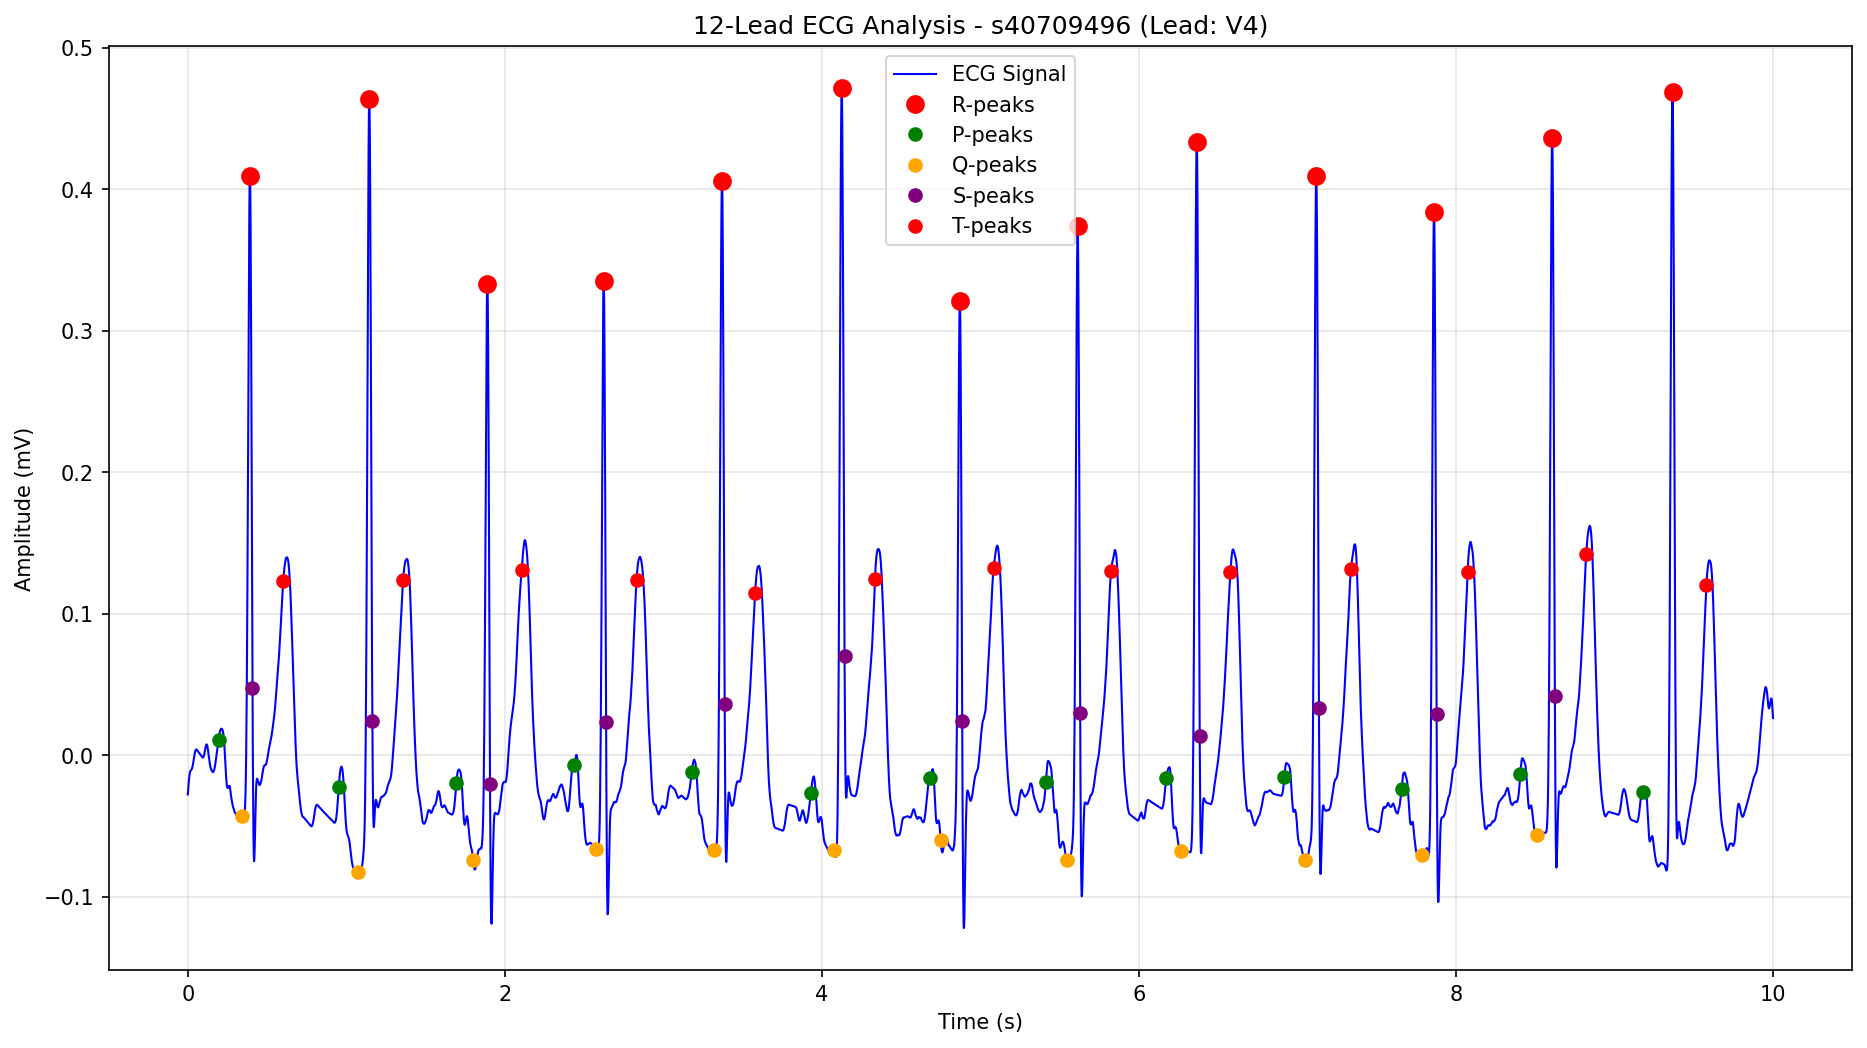 12-Lead ECG Analysis - s40709496 (Lead: V4)
ECG Signal
R-peaks
P-peaks
Q-peaks
S-peaks
T-peaks
Amplitude (mV)
0.5
0.4
0.3
0.2
0.1
0.0
−0.1
0 2 4 6 8 10
Time (s)